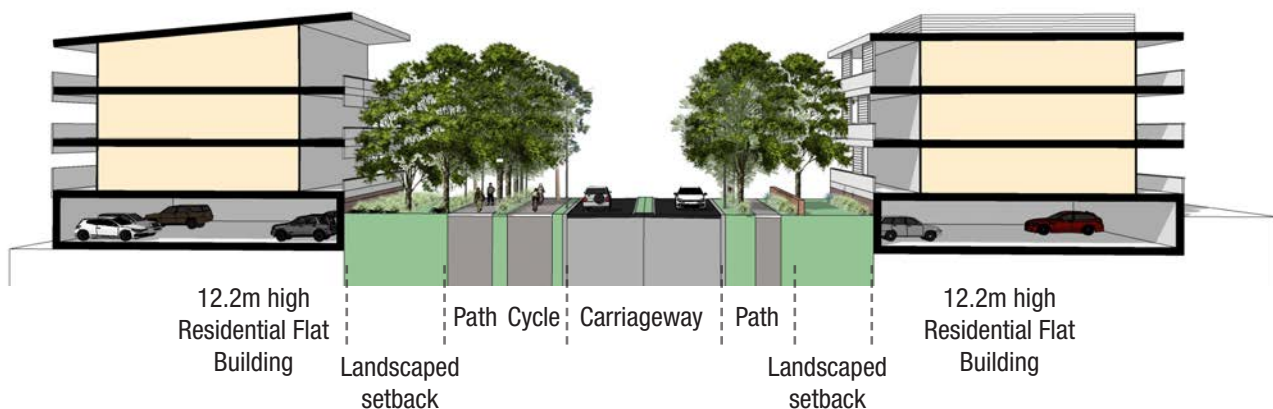 12.2m high
Residential Flat
Building
Landscaped
setback
Path
Cycle
Carriageway
Path
Landscaped
setback
12.2m high
Residential Flat
Building